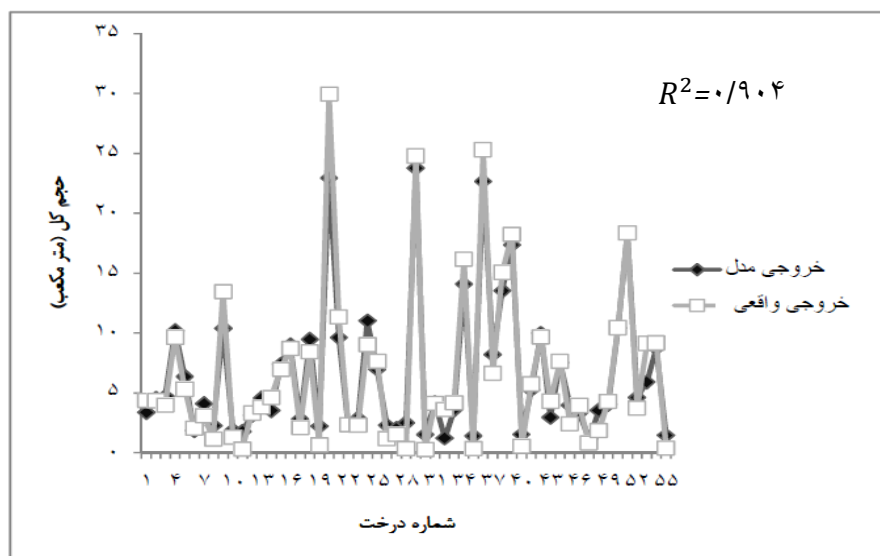 ۳۵
۳۰
۲۵
۲۰
۱۵
۱۰
۵
۰
حجم کل (متر مکعب)
R²=۰/۹۰۴
خروجی مدل
خروجی واقعی
۱ ۴ ۷ ۱۰ ۱۳ ۱۶ ۱۹ ۲۲ ۲۵ ۲۸ ۳۱ ۳۴ ۳۷ ۴۰ ۴۳ ۴۶ ۴۹ ۵۲ ۵۵
شماره درخت